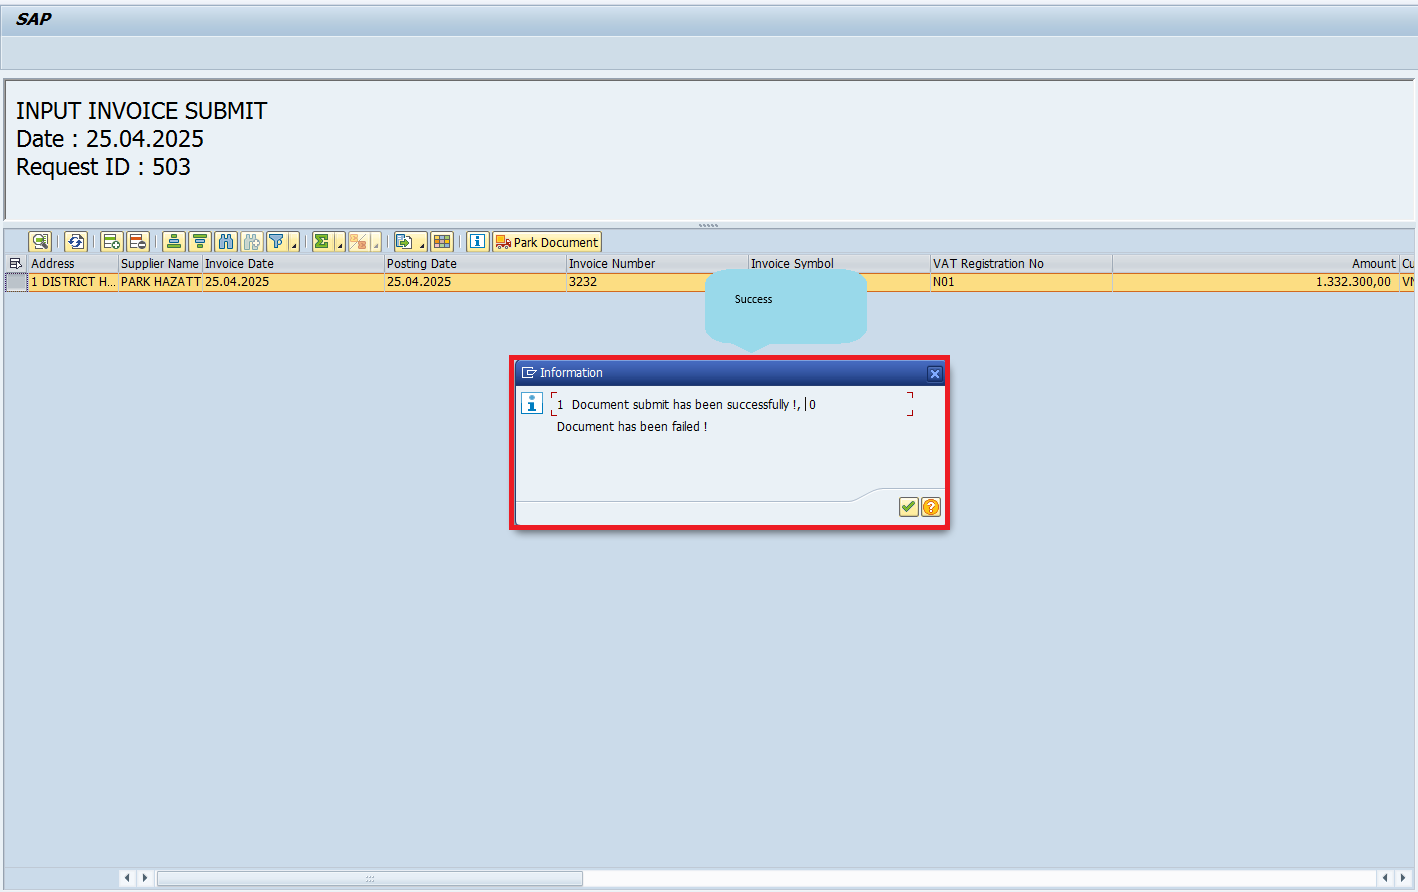 SAP
INPUT INVOICE SUBMIT
Date : 25.04.2025
Request ID : 503
Park Document
Address Supplier Name Invoice Date Posting Date Invoice Number Invoice Symbol VAT Registration No Amount Cu
1 DISTRICT H... PARK HAZATT 25.04.2025 25.04.2025 3232 N01 1.332.300,00 VN
Success
Information
1 Document submit has been successfully !, 0
Document has been failed !